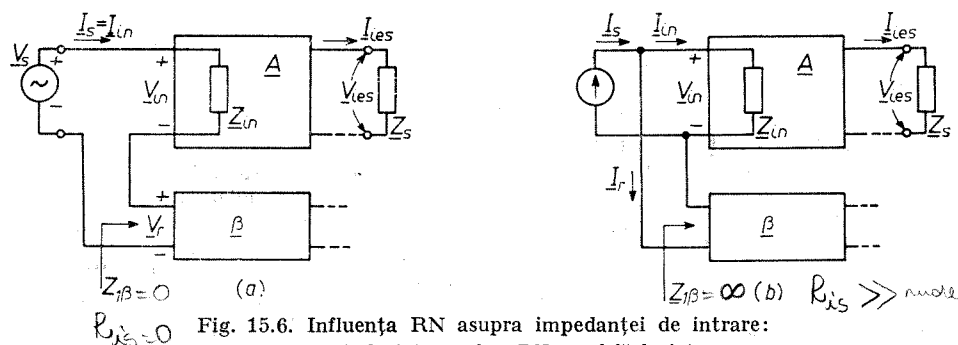 I_s=I_in
V_s
+
−
+
V_in
−
Z_in
A
I_ies
V_ies
Z_s
+
V_r
−
β
Z_1β=0
(a)
R_is=0
I_s
I_in
+
V_in
−
Z_in
A
I_ies
V_ies
Z_s
I_r
β
Z_1β=∞
(b)
R_is >>
Fig. 15.6. Influența RN asupra impedanței de intrare: